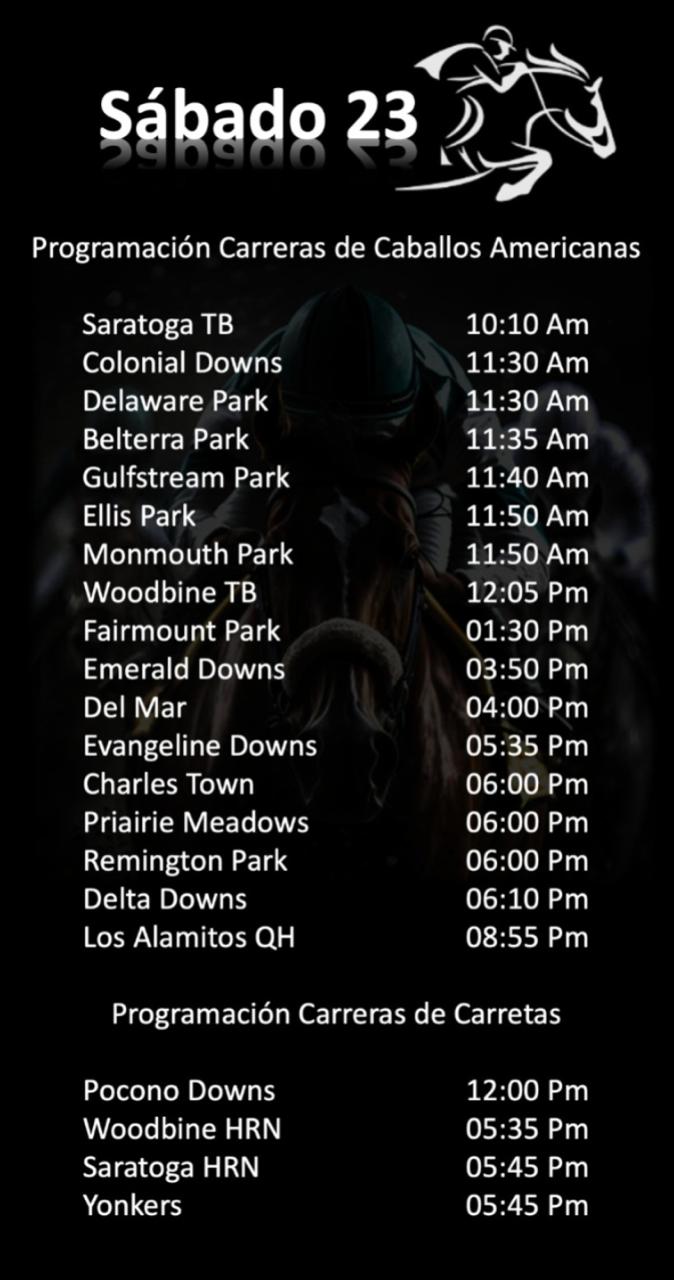 Sábado 23
Programación Carreras de Caballos Americanas
Saratoga TB 10:10 Am
Colonial Downs 11:30 Am
Delaware Park 11:30 Am
Belterra Park 11:35 Am
Gulfstream Park 11:40 Am
Ellis Park 11:50 Am
Monmouth Park 11:50 Am
Woodbine TB 12:05 Pm
Fairmount Park 01:30 Pm
Emerald Downs 03:50 Pm
Del Mar 04:00 Pm
Evangeline Downs 05:35 Pm
Charles Town 06:00 Pm
Priairie Meadows 06:00 Pm
Remington Park 06:00 Pm
Delta Downs 06:10 Pm
Los Alamitos QH 08:55 Pm
Programación Carreras de Carretas
Pocono Downs 12:00 Pm
Woodbine HRN 05:35 Pm
Saratoga HRN 05:45 Pm
Yonkers 05:45 Pm